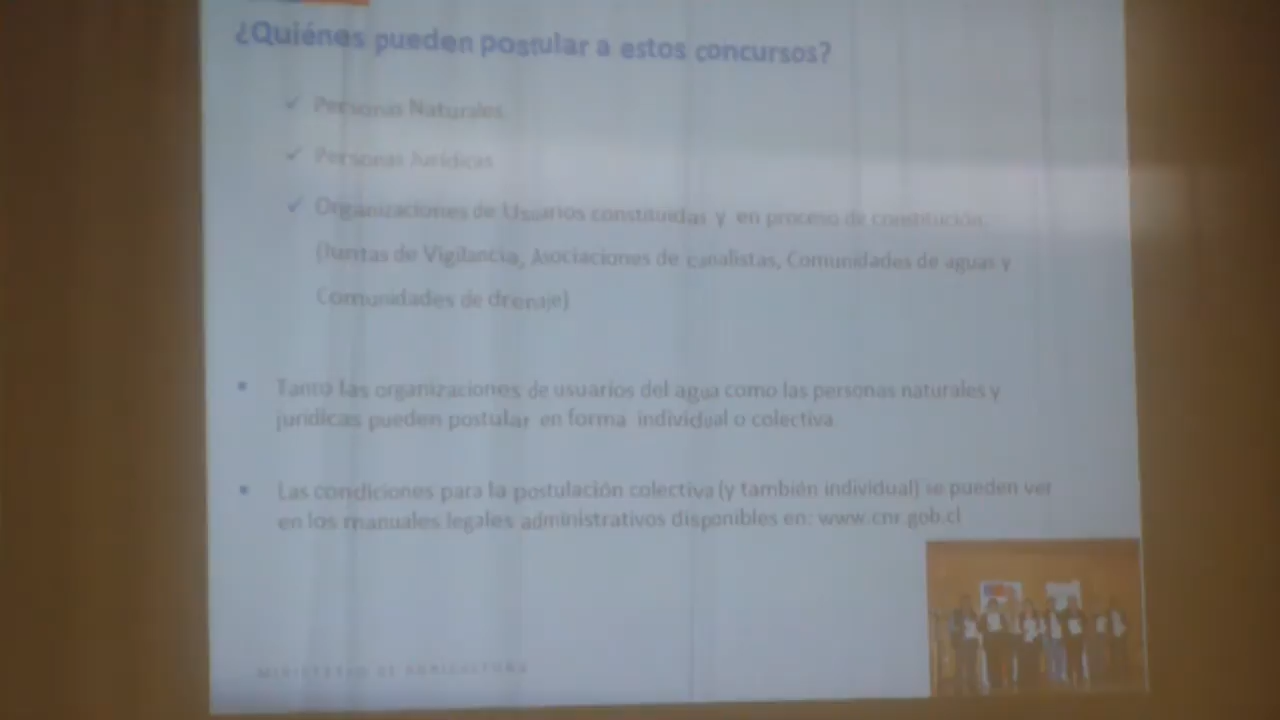 ¿Quiénes pueden postular a estos concursos?
✓ Personas Naturales
✓ Personas Jurídicas
✓ Organizaciones de Usuarios constituidas y en proceso de constitución.
(Juntas de Vigilancia, Asociaciones de canalistas, Comunidades de aguas y
Comunidades de drenaje)
▪ Tanto las organizaciones de usuarios del agua como las personas naturales y
jurídicas pueden postular en forma individual o colectiva.
▪ Las condiciones para la postulación colectiva (y también individual) se pueden ver
en los manuales legales administrativos disponibles en: www.cnr.gob.cl
MINISTERIO DE AGRICULTURA